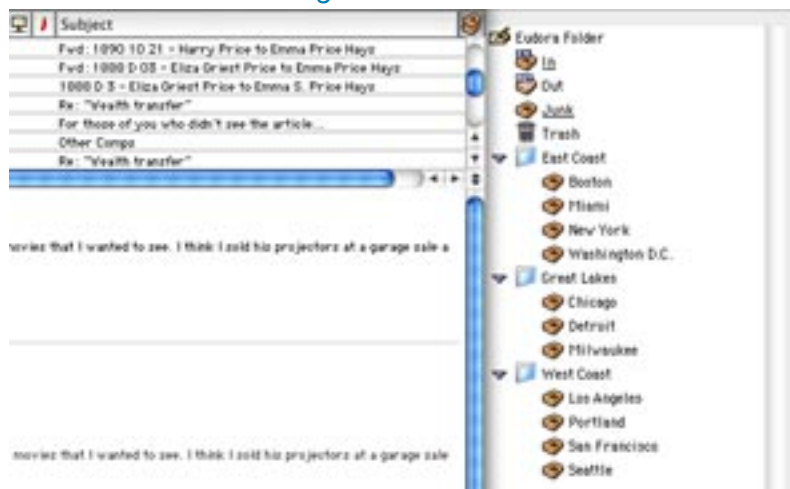 Subject
Fwd: 1890 10 21 - Harry Price to Emma Price Hays
Fwd: 1888 D 03 - Eliza Griest Price to Emma Price Hays
1888 D 3 - Eliza Griest Price to Emma S. Price Hays
Re: "Wealth transfer"
For those of you who didn't see the article...
Other Comps
Re: "Wealth transfer"
movies that I wanted to see. I think I sold his projectors at a garage sale a
movies that I wanted to see. I think I sold his projectors at a garage sale
Eudora Folder
In
Out
Junk
Trash
East Coast
Boston
Miami
New York
Washington D.C.
Great Lakes
Chicago
Detroit
Milwaukee
West Coast
Los Angeles
Portland
San Francisco
Seattle